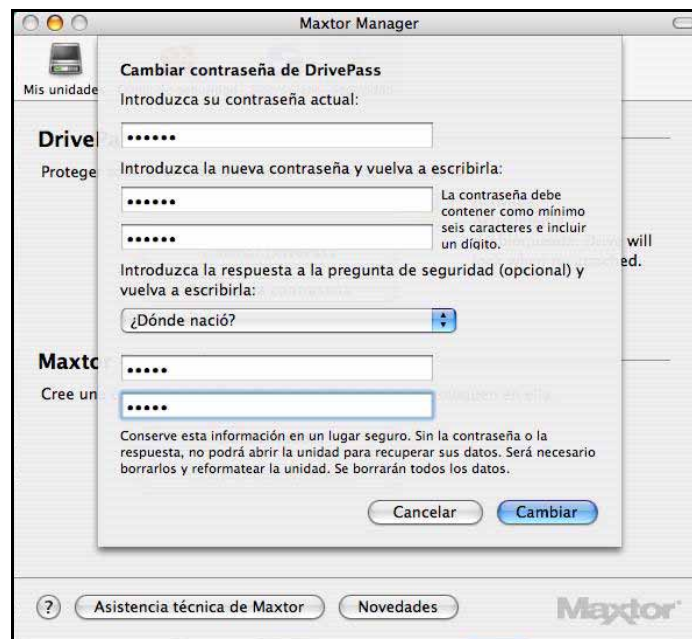 Maxtor Manager
Mis unidade
Cambiar contraseña de DrivePass
Introduzca su contraseña actual:
••••••
DriveP
Introduzca la nueva contraseña y vuelva a escribirla:
Proteger
••••••
La contraseña debe
contener como mínimo
seis caracteres e incluir
un dígito.
••••••
will
ed.
Introduzca la respuesta a la pregunta de seguridad (opcional) y
vuelva a escribirla:
¿Dónde nació?
Maxto
•••••
Cree una
•••••
Conserve esta información en un lugar seguro. Sin la contraseña o la
respuesta, no podrá abrir la unidad para recuperar sus datos. Será necesario
borrarlos y reformatear la unidad. Se borrarán todos los datos.
Cancelar
Cambiar
?
Asistencia técnica de Maxtor
Novedades
Maxtor